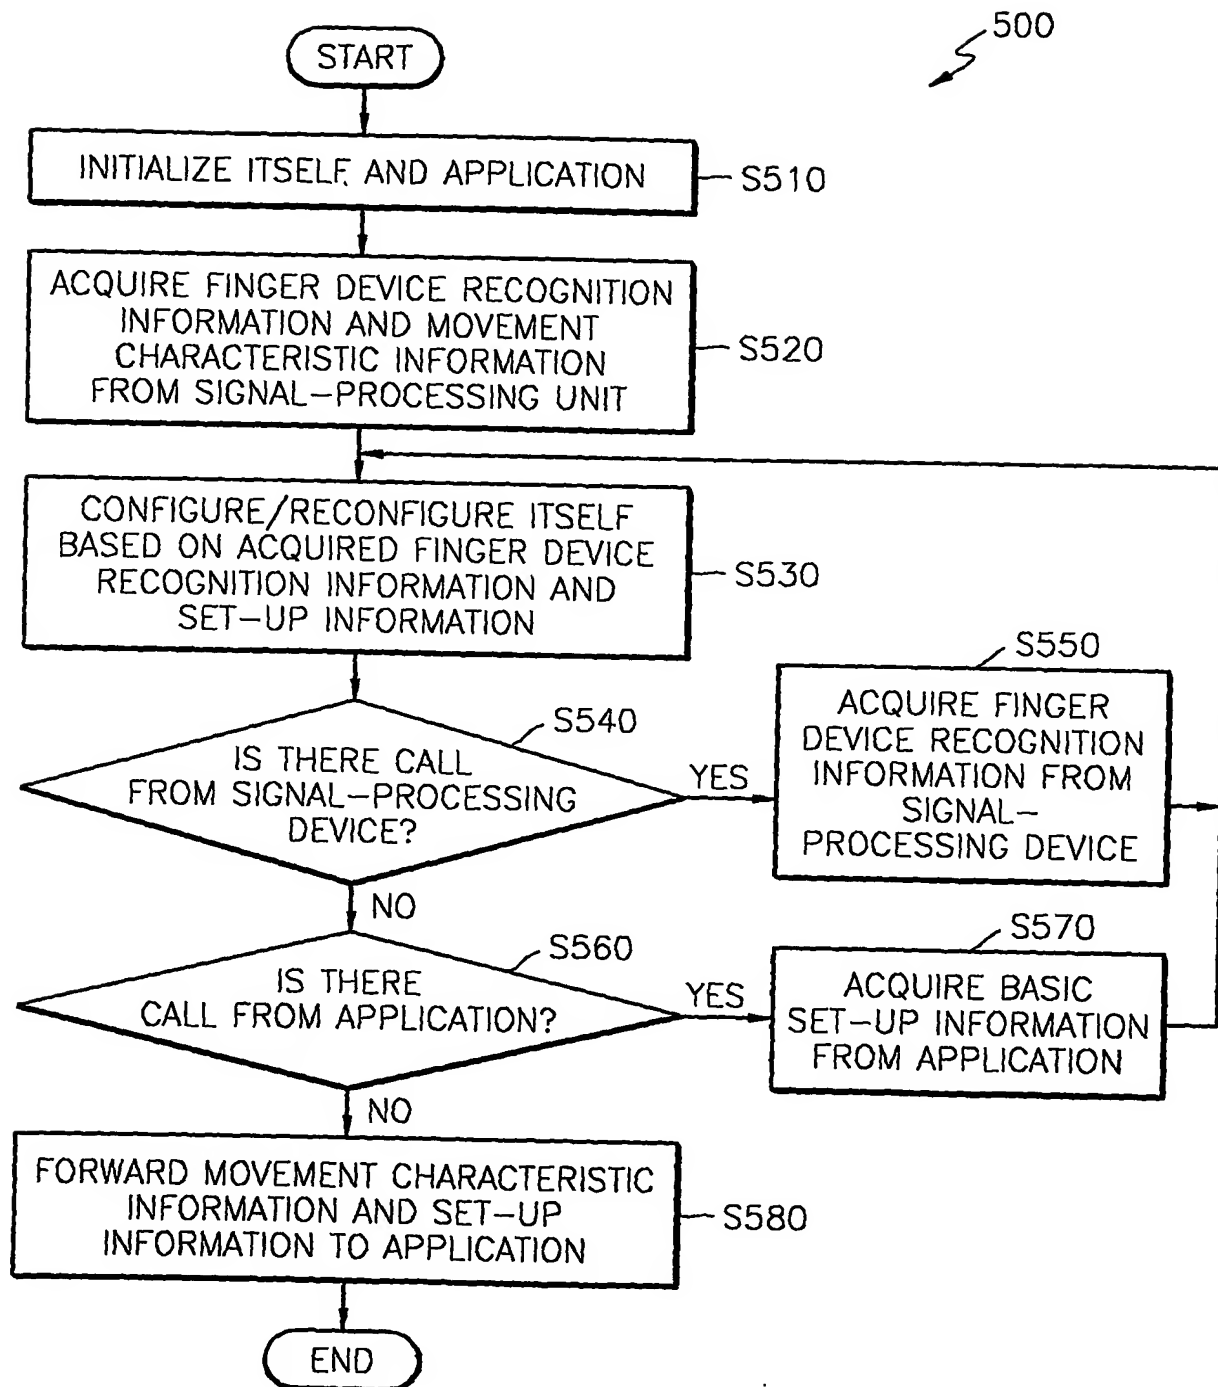 500
START
INITIALIZE ITSELF AND APPLICATION
S510
ACQUIRE FINGER DEVICE RECOGNITION
INFORMATION AND MOVEMENT
CHARACTERISTIC INFORMATION
FROM SIGNAL-PROCESSING UNIT
S520
CONFIGURE/RECONFIGURE ITSELF
BASED ON ACQUIRED FINGER DEVICE
RECOGNITION INFORMATION AND
SET-UP INFORMATION
S530
S540
IS THERE CALL
FROM SIGNAL-PROCESSING
DEVICE?
YES
S550
ACQUIRE FINGER
DEVICE RECOGNITION
INFORMATION FROM
SIGNAL-
PROCESSING DEVICE
NO
S560
IS THERE
CALL FROM APPLICATION?
YES
S570
ACQUIRE BASIC
SET-UP INFORMATION
FROM APPLICATION
NO
FORWARD MOVEMENT CHARACTERISTIC
INFORMATION AND SET-UP
INFORMATION TO APPLICATION
S580
END